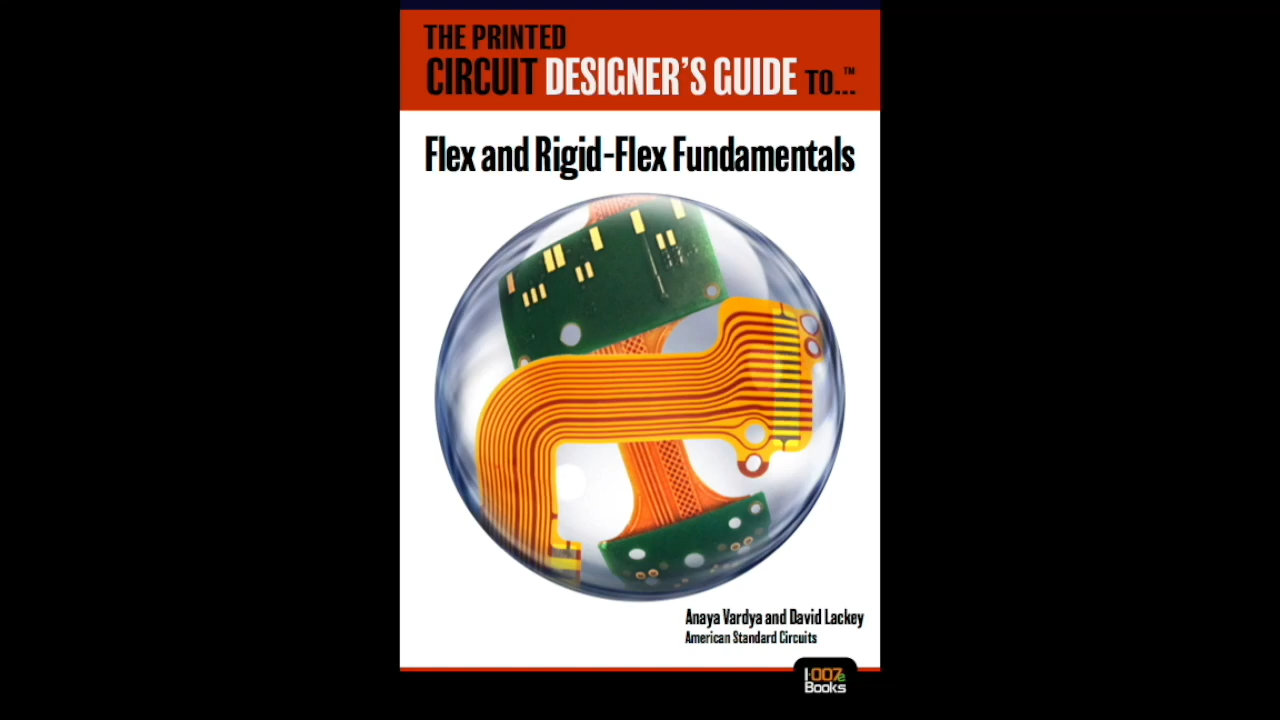 THE PRINTED
CIRCUIT DESIGNER'S GUIDE TO...™
Flex and Rigid-Flex Fundamentals
Anaya Vardya and David Lackey
American Standard Circuits
I-007e
Books